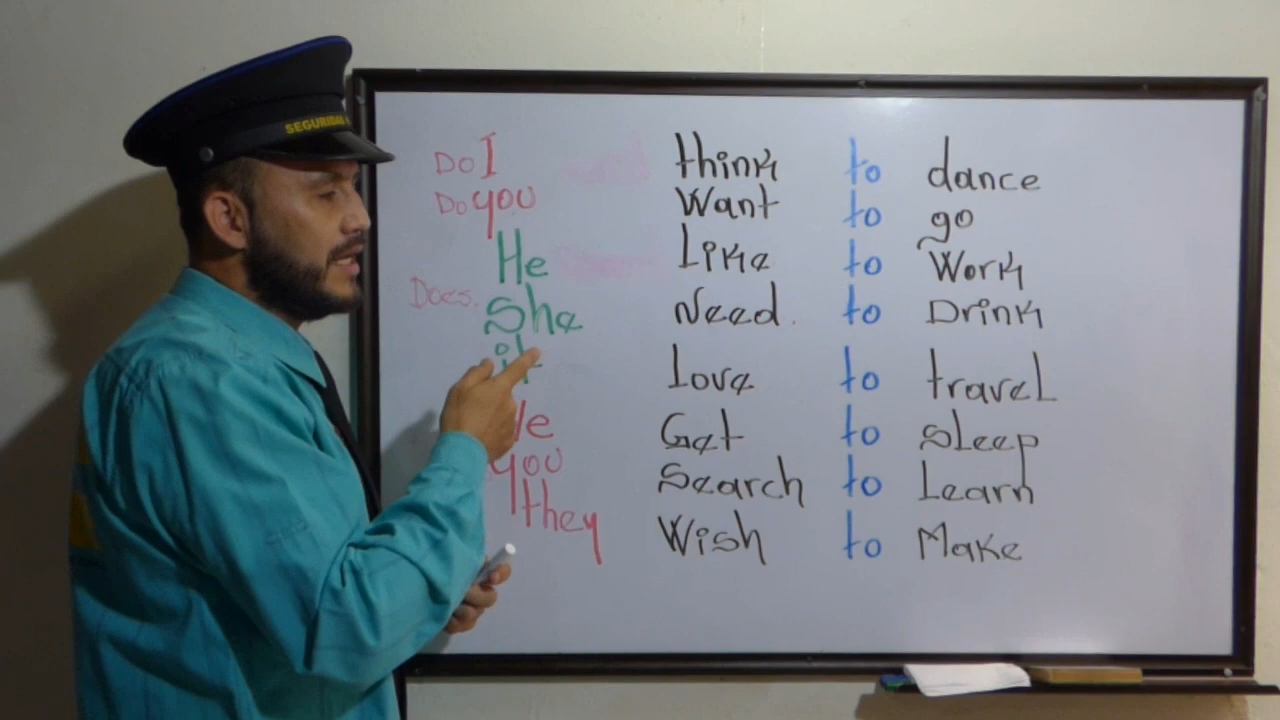 SEGURIDAD
Do I think to dance
Do you Want to go
He Like to Work
Does. She Need. to Drink
it Love to travel
We Get to Sleep
you Search to Learn
they Wish to Make